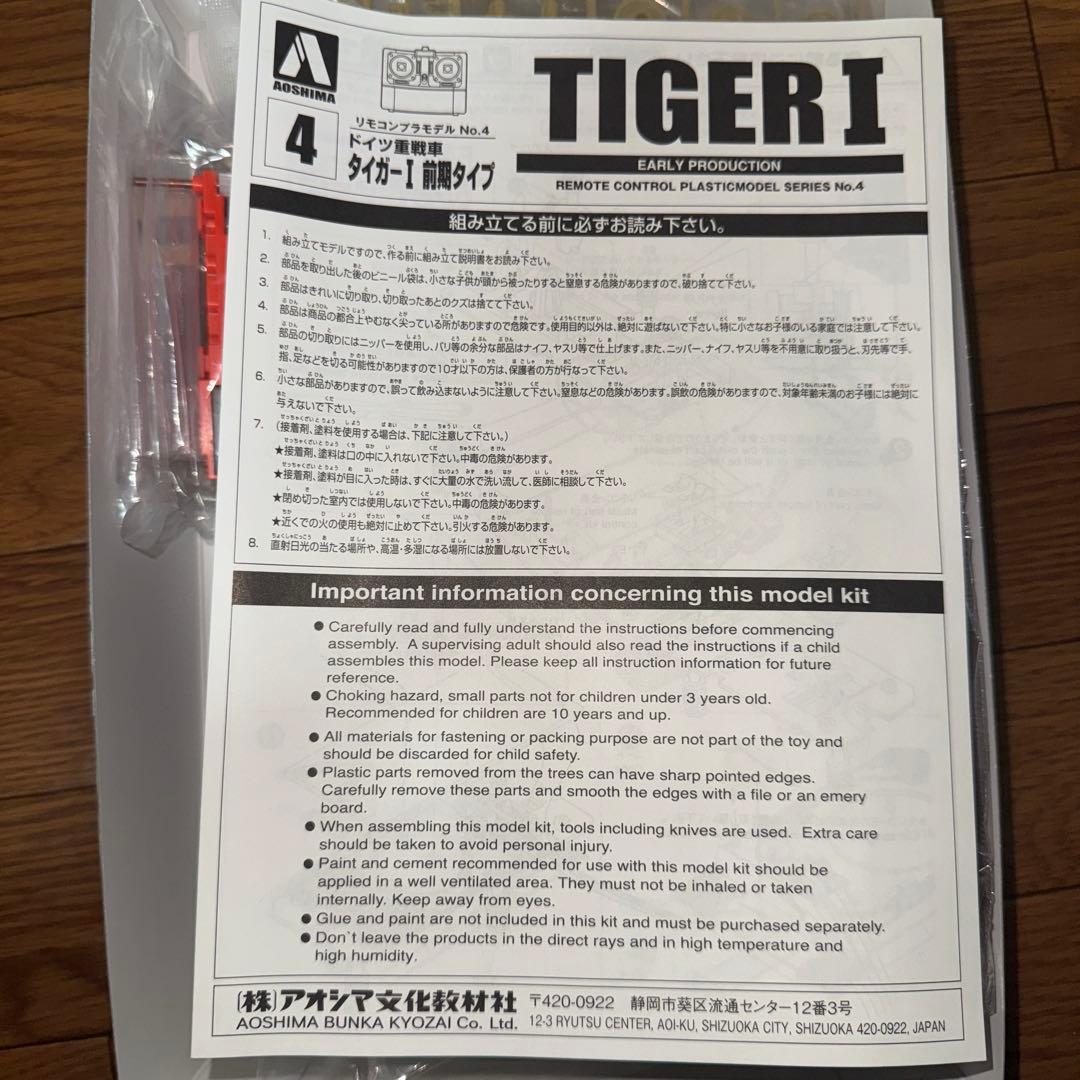 AOSHIMA
4
リモコンプラモデル No.4
ドイツ重戦車
タイガーI 前期タイプ
TIGER I
EARLY PRODUCTION
REMOTE CONTROL PLASTICMODEL SERIES No.4
組み立てる前に必ずお読み下さい。
1. 組み立てモデルですので、作る前に組み立て説明書をお読み下さい。
2. 部品を取り出した後のビニール袋は、小さな子供が頭から被ったりすると窒息する危険がありますので、破り捨てて下さい。
3. 部品はきれいに切り取り、切り取ったあとのクズは捨てて下さい。
4. 部品は商品の都合上やむなく尖っている所がありますので危険です。使用目的以外は、絶対に遊ばないで下さい。特に小さなお子様のいる家庭では注意して下さい。
5. 部品の切り取りにはニッパーを使用し、バリ等の余分な部品はナイフ、ヤスリ等で仕上げます。また、ニッパー、ナイフ、ヤスリ等を不用意に取り扱うと、刃先等で手、
指、足などを切る可能性がありますので10才以下の方は、保護者の方が行なって下さい。
6. 小さな部品がありますので、誤って飲み込まないように注意して下さい。窒息などの危険があります。誤飲の危険がありますので、対象年齢未満のお子様には絶対に
与えないで下さい。
7. (接着剤、塗料を使用する場合は、下記に注意して下さい。)
★接着剤、塗料は口の中に入れないで下さい。中毒の危険があります。
★接着剤、塗料が目に入った時は、すぐに大量の水で洗い流して、医師に相談して下さい。
★閉め切った室内では使用しないで下さい。中毒の危険があります。
★近くでの火の使用も絶対に止めて下さい。引火する危険があります。
8. 直射日光の当たる場所や、高温・多湿になる場所には放置しないで下さい。
Important information concerning this model kit
● Carefully read and fully understand the instructions before commencing
assembly. A supervising adult should also read the instructions if a child
assembles this model. Please keep all instruction information for future
reference.
● Choking hazard, small parts not for children under 3 years old.
Recommended for children are 10 years and up.
● All materials for fastening or packing purpose are not part of the toy and
should be discarded for child safety.
● Plastic parts removed from the trees can have sharp pointed edges.
Carefully remove these parts and smooth the edges with a file or an emery
board.
● When assembling this model kit, tools including knives are used. Extra care
should be taken to avoid personal injury.
● Paint and cement recommended for use with this model kit should be
applied in a well ventilated area. They must not be inhaled or taken
internally. Keep away from eyes.
● Glue and paint are not included in this kit and must be purchased separately.
● Don`t leave the products in the direct rays and in high temperature and
high humidity.
(株)アオシマ文化教材社 〒420-0922 静岡市葵区流通センター12番3号
AOSHIMA BUNKA KYOZAI Co. Ltd. 12-3 RYUTSU CENTER, AOI-KU, SHIZUOKA CITY, SHIZUOKA 420-0922, JAPAN